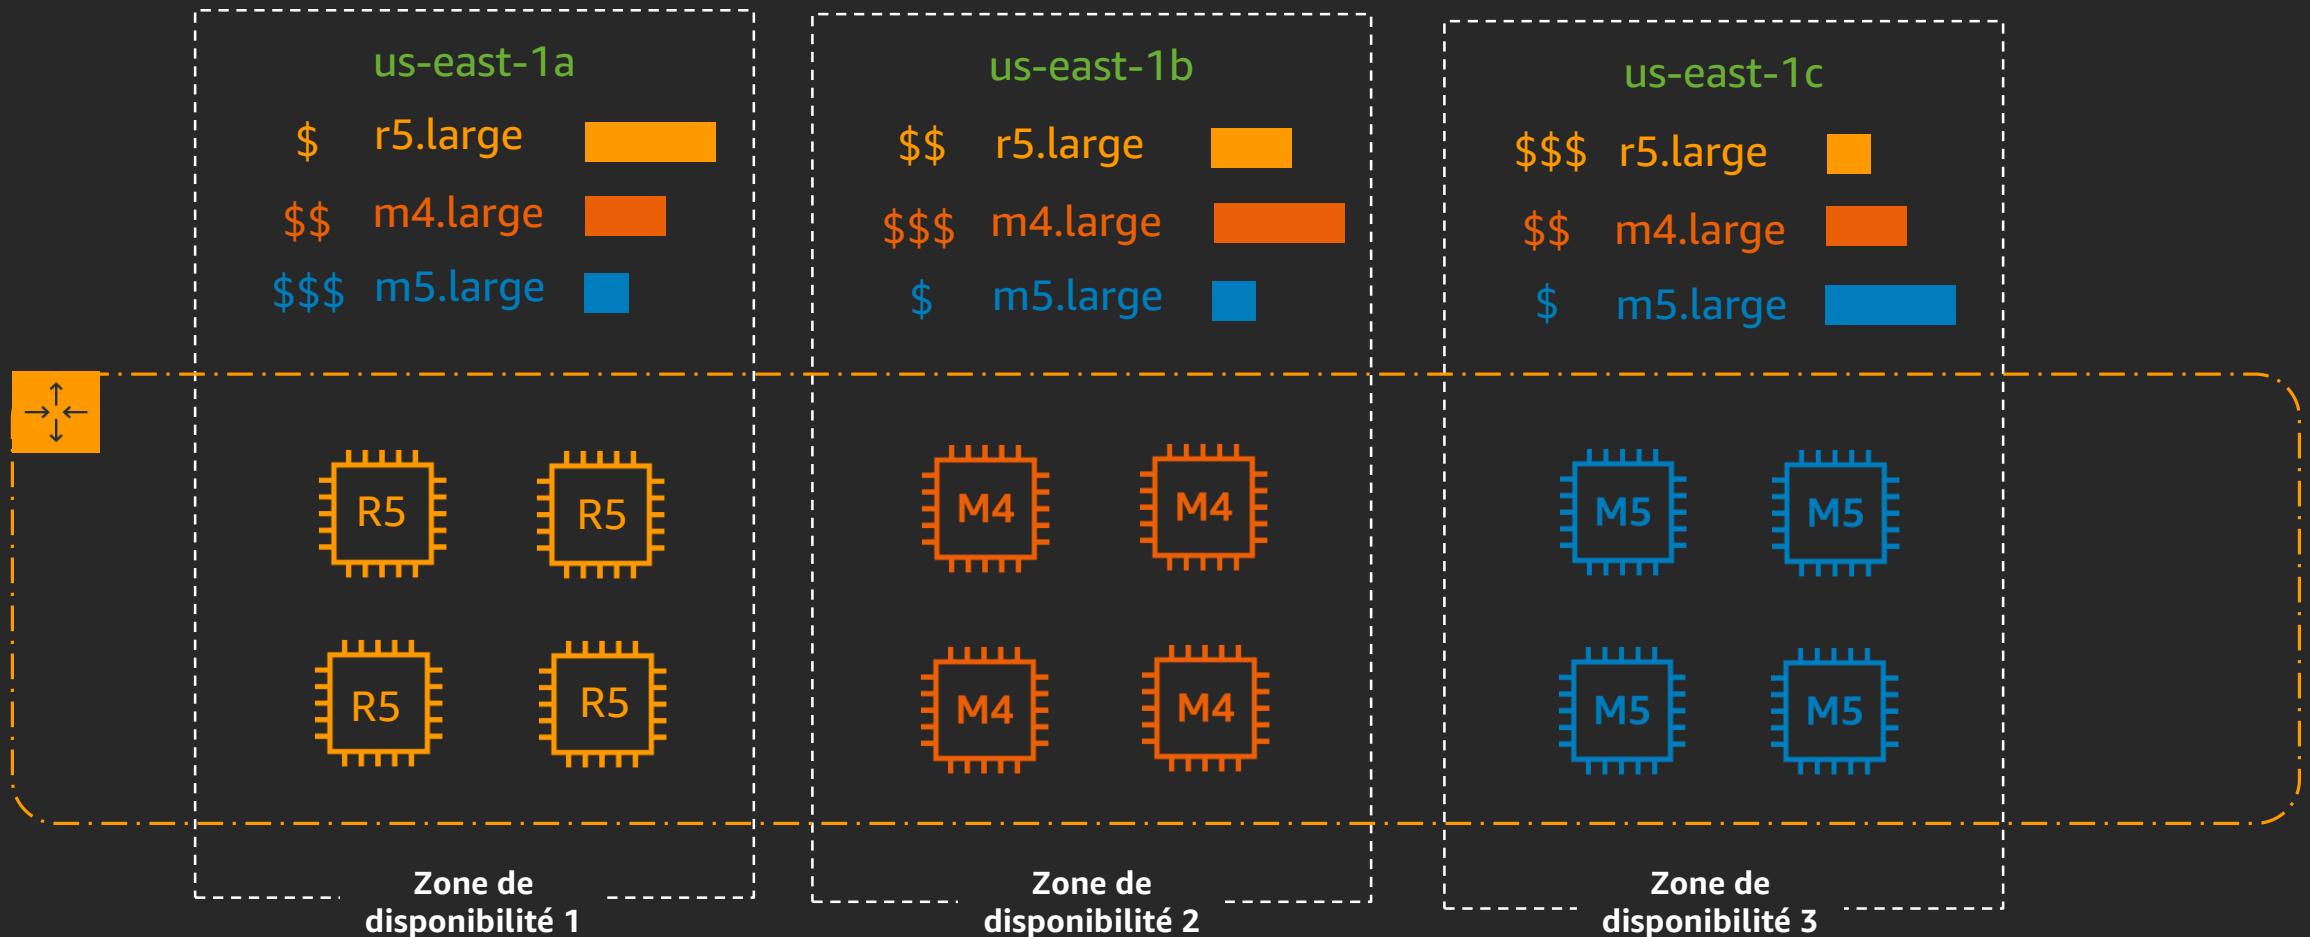 us-east-1a
$ r5.large
$$ m4.large
$$$ m5.large
us-east-1b
$$ r5.large
$$$ m4.large
$ m5.large
us-east-1c
$$$ r5.large
$$ m4.large
$ m5.large
R5 R5
R5 R5
M4 M4
M4 M4
M5 M5
M5 M5
Zone de
disponibilité 1
Zone de
disponibilité 2
Zone de
disponibilité 3